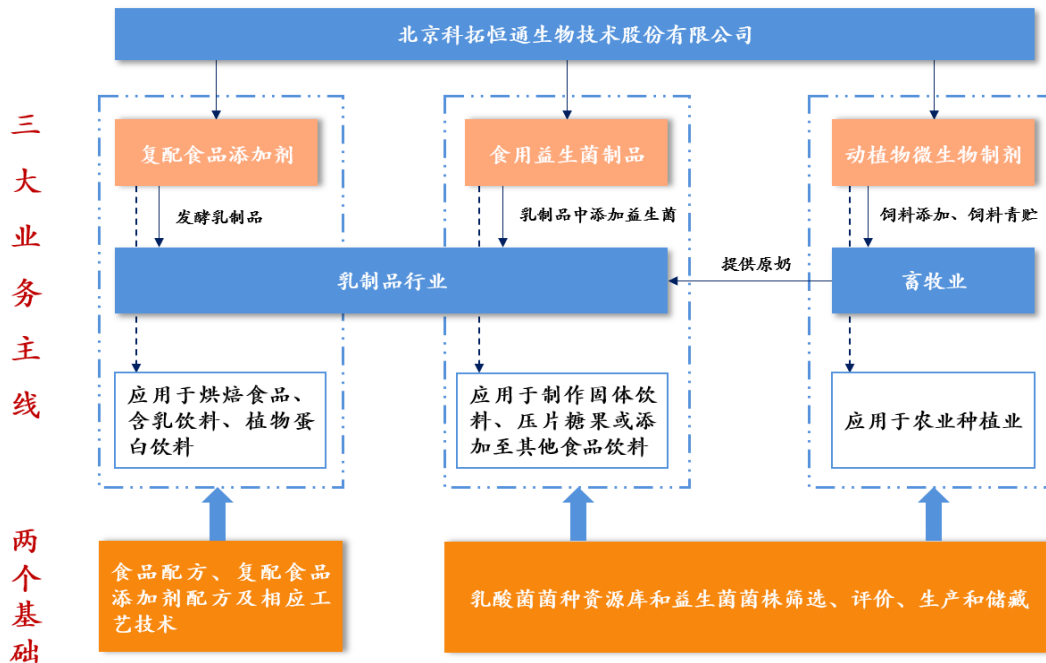 北京科拓恒通生物技术股份有限公司
三大业务主线
复配食品添加剂
食用益生菌制品
动植物微生物制剂
发酵乳制品
乳制品中添加益生菌
饲料添加、饲料青贮
乳制品行业
提供原奶
畜牧业
应用于烘焙食品、
含乳饮料、植物蛋
白饮料
应用于制作固体饮
料、压片糖果或添
加至其他食品饮料
应用于农业种植业
两个基础
食品配方、复配食品
添加剂配方及相应工
艺技术
乳酸菌菌种资源库和益生菌菌株筛选、评价、生产和储藏